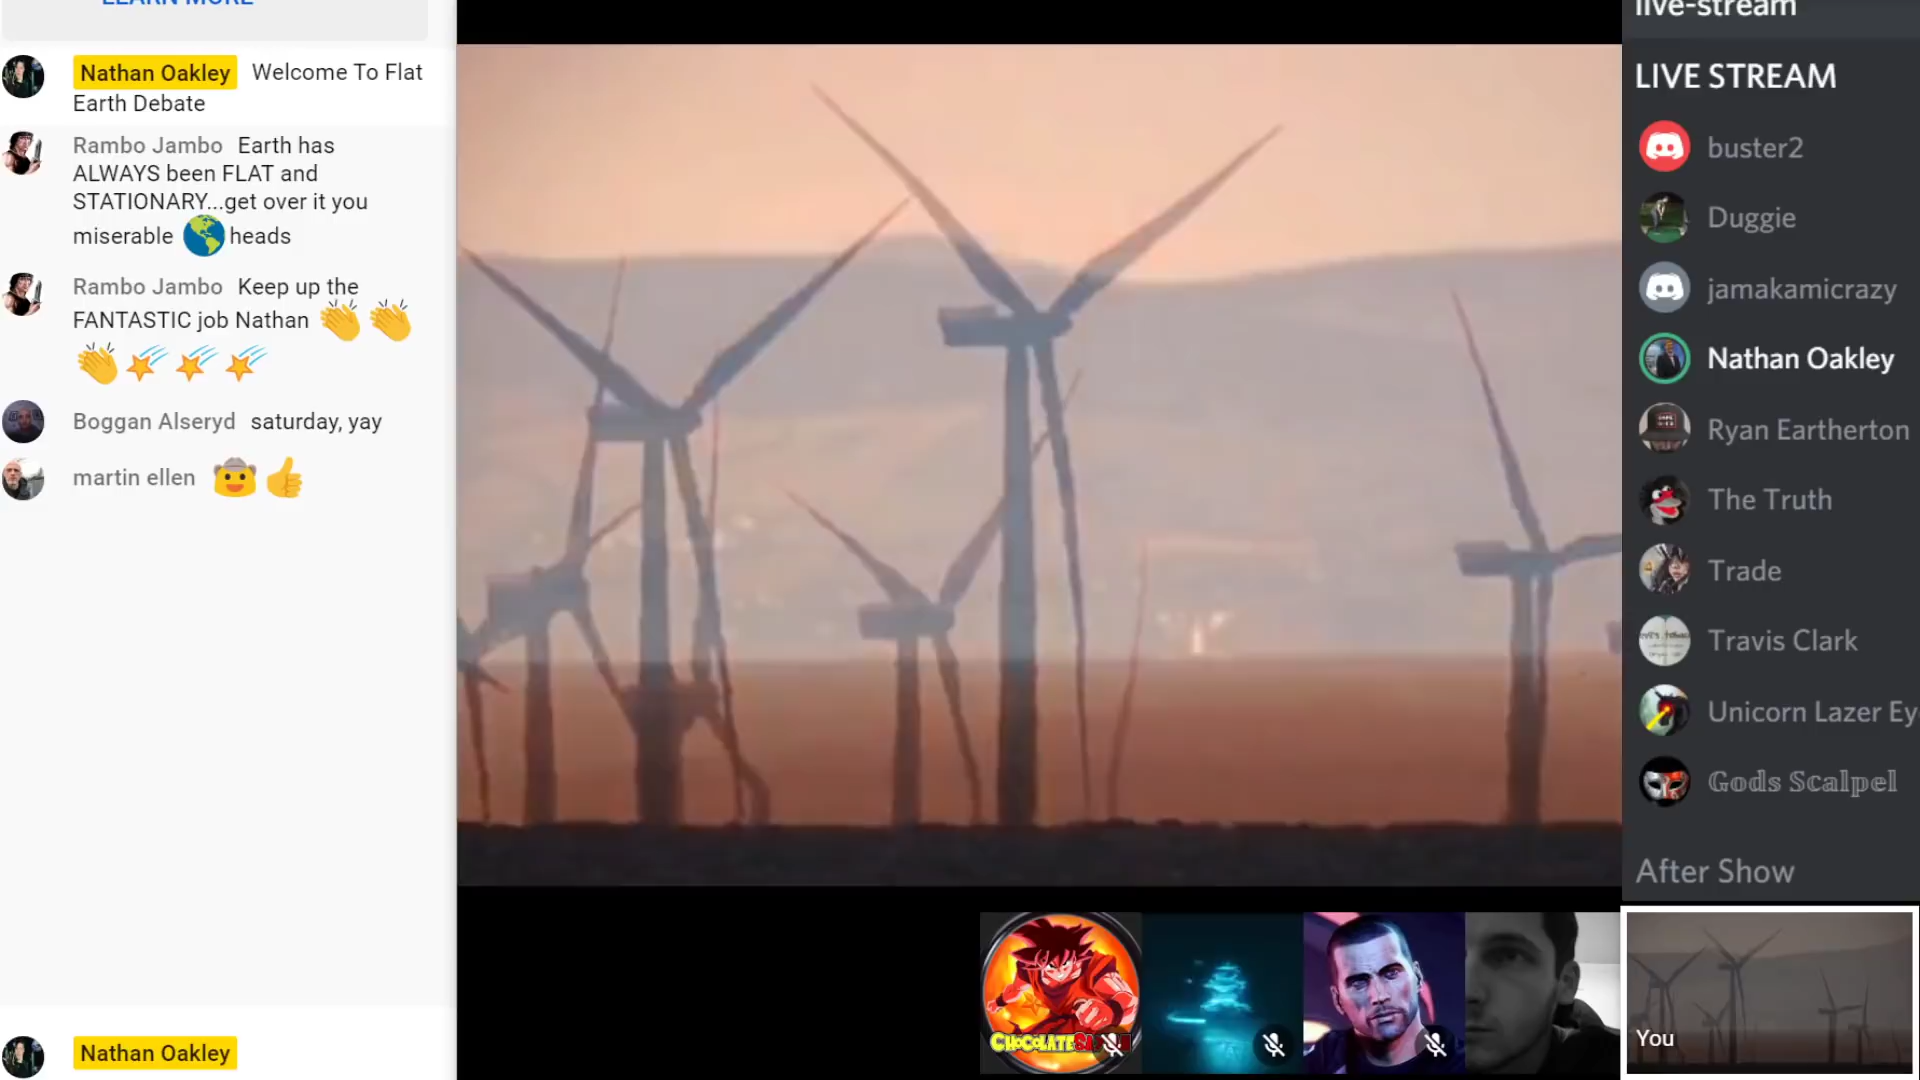 LEARN MORE
Nathan Oakley Welcome To Flat
Earth Debate
Rambo Jambo Earth has
ALWAYS been FLAT and
STATIONARY...get over it you
miserable 🌎 heads
Rambo Jambo Keep up the
FANTASTIC job Nathan 👏 👏
👏 🌠 🌠 🌠
Boggan Alseryd saturday, yay
martin ellen 🤠 👍
Nathan Oakley
live-stream
LIVE STREAM
buster2
Duggie
jamakamicrazy
Nathan Oakley
Ryan Eartherton
The Truth
Trade
Travis Clark
Unicorn Lazer Ey
𝔾𝕠𝕕𝕤 𝕊𝕔𝕒𝕝𝕡𝕖𝕝
After Show
You